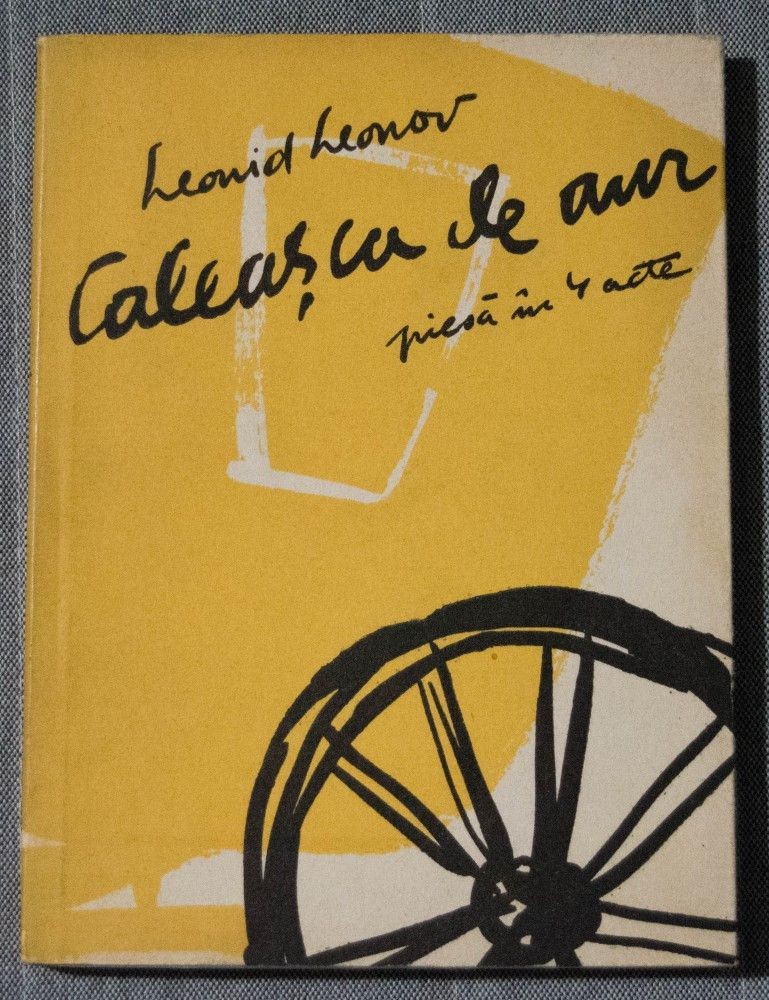 Leonid Leonov
Caleașca de aur
piesă în 4 acte